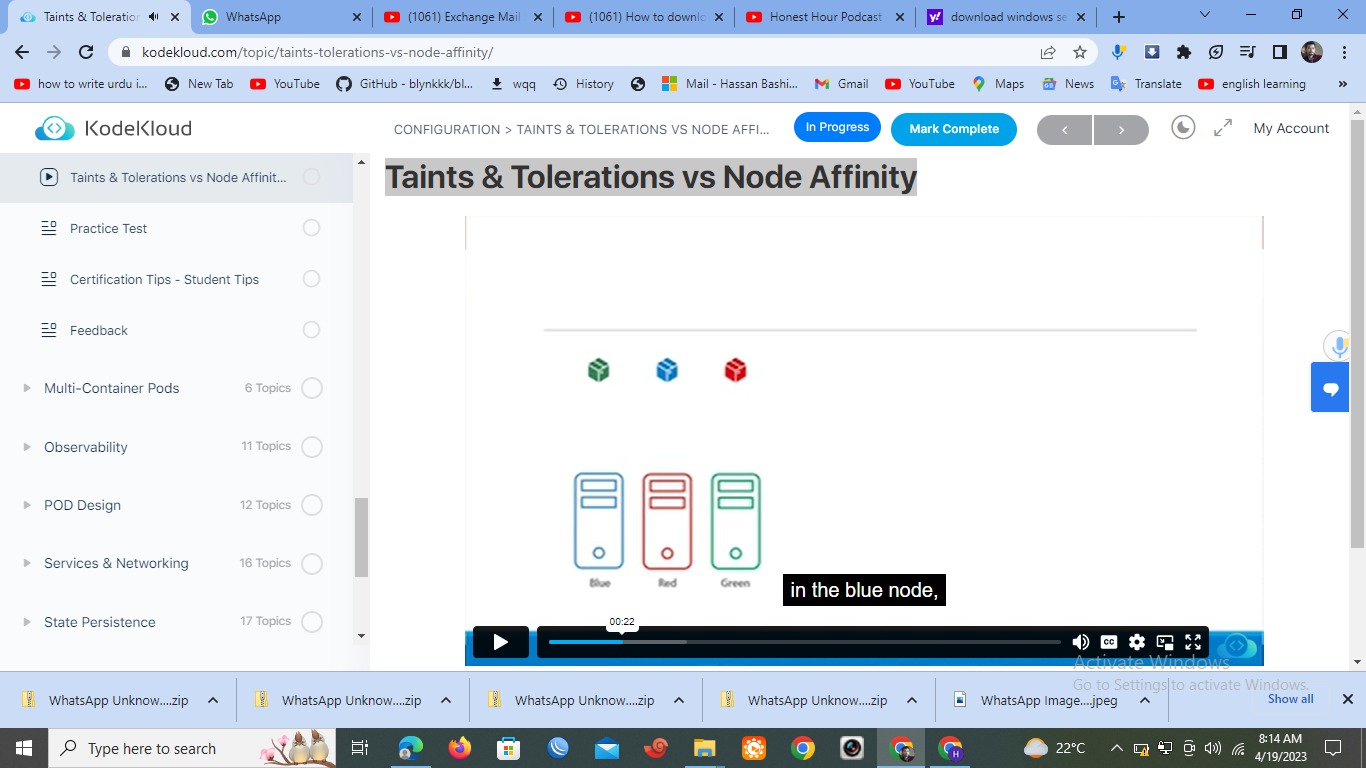 Taints & Toleration
WhatsApp
(1061) Exchange Mail
(1061) How to downlo
Honest Hour Podcast
download windows se
kodekloud.com/topic/taints-tolerations-vs-node-affinity/
how to write urdu i...
New Tab
YouTube
GitHub - blynkkk/bl...
wqq
History
Mail - Hassan Bashi...
Gmail
YouTube
Maps
News
Translate
english learning
»
KodeKloud
CONFIGURATION > TAINTS & TOLERATIONS VS NODE AFFI...
In Progress
Mark Complete
My Account
Taints & Tolerations vs Node Affinit...
Practice Test
Certification Tips - Student Tips
Feedback
Multi-Container Pods 6 Topics
Observability 11 Topics
POD Design 12 Topics
Services & Networking 16 Topics
State Persistence 17 Topics
Taints & Tolerations vs Node Affinity
Blue Red Green
in the blue node,
00:22
CC
Activate Windows
Go to Settings to activate Windows.
WhatsApp Unknow....zip
WhatsApp Unknow....zip
WhatsApp Unknow....zip
WhatsApp Unknow....zip
WhatsApp Image....jpeg
Show all
Type here to search
22°C
8:14 AM
4/19/2023